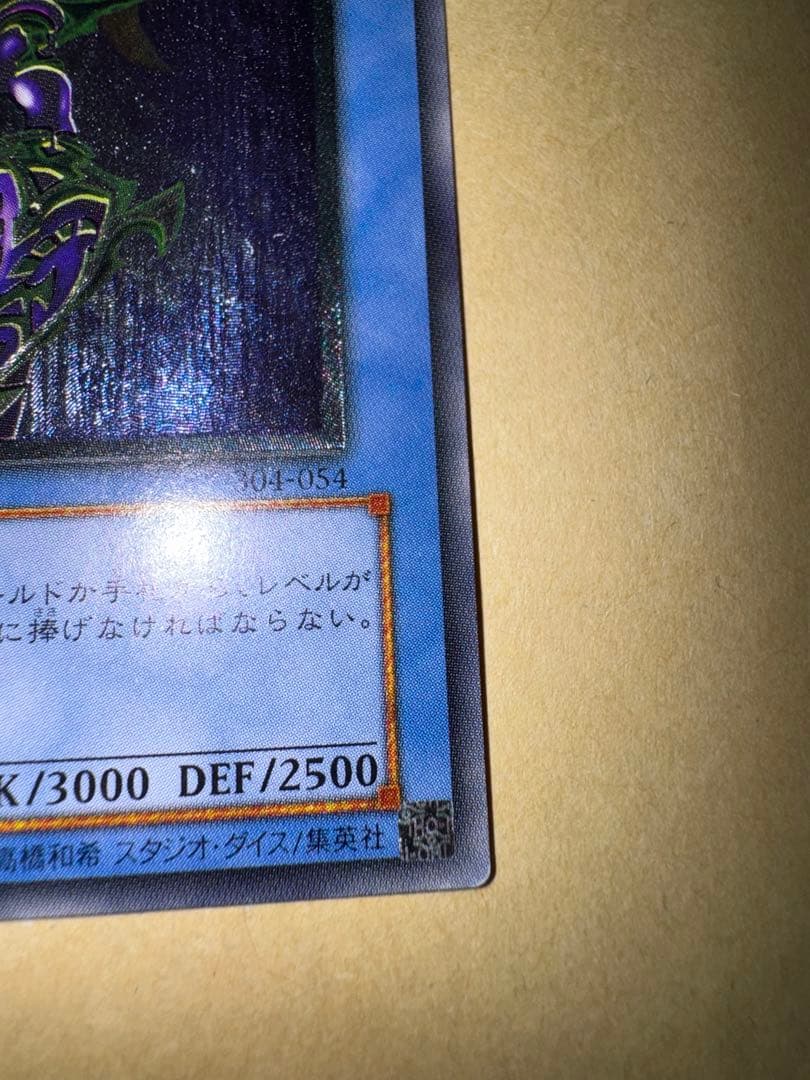 304-054
ルドか手札から、レベルが
ささ
に捧げなければならない。
K/3000 DEF/2500
高橋和希 スタジオ・ダイス/集英社